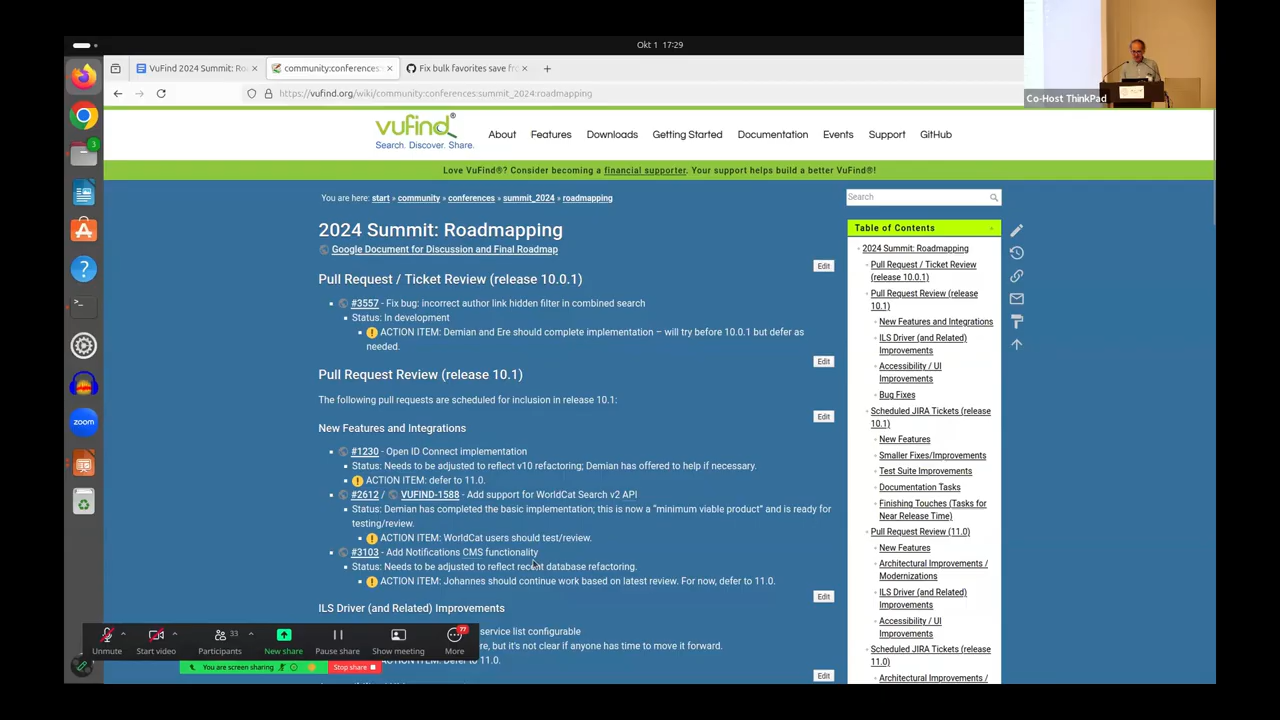 Okt 1 17:29
Co-Host ThinkPad
VuFind 2024 Summit: Ro
community:conferences:
Fix bulk favorites save fro
https://vufind.org/wiki/community:conferences:summit_2024:roadmapping
vufind®
Search. Discover. Share.
About
Features
Downloads
Getting Started
Documentation
Events
Support
GitHub
Love VuFind®? Consider becoming a financial supporter. Your support helps build a better VuFind®!
You are here: start » community » conferences » summit_2024 » roadmapping
Search
2024 Summit: Roadmapping
Google Document for Discussion and Final Roadmap
Edit
Pull Request / Ticket Review (release 10.0.1)
#3557 - Fix bug: incorrect author link hidden filter in combined search
Status: In development
ACTION ITEM: Demian and Ere should complete implementation – will try before 10.0.1 but defer as
needed.
Edit
Pull Request Review (release 10.1)
The following pull requests are scheduled for inclusion in release 10.1:
Edit
New Features and Integrations
#1230 - Open ID Connect implementation
Status: Needs to be adjusted to reflect v10 refactoring; Demian has offered to help if necessary.
ACTION ITEM: defer to 11.0.
#2612 / VUFIND-1588 - Add support for WorldCat Search v2 API
Status: Demian has completed the basic implementation; this is now a “minimum viable product” and is ready for
testing/review.
ACTION ITEM: WorldCat users should test/review.
#3103 - Add Notifications CMS functionality
Status: Needs to be adjusted to reflect recent database refactoring.
ACTION ITEM: Johannes should continue work based on latest review. For now, defer to 11.0.
Edit
ILS Driver (and Related) Improvements
service list configurable
re, but it's not clear if anyone has time to move it forward.
Defer to 11.0.
Edit
Table of Contents
2024 Summit: Roadmapping
Pull Request / Ticket Review
(release 10.0.1)
Pull Request Review (release
10.1)
New Features and Integrations
ILS Driver (and Related)
Improvements
Accessibility / UI
Improvements
Bug Fixes
Scheduled JIRA Tickets (release
10.1)
New Features
Smaller Fixes/Improvements
Test Suite Improvements
Documentation Tasks
Finishing Touches (Tasks for
Near Release Time)
Pull Request Review (11.0)
New Features
Architectural Improvements /
Modernizations
ILS Driver (and Related)
Improvements
Accessibility / UI
Improvements
Scheduled JIRA Tickets (release
11.0)
Architectural Improvements /
3
zoom
Unmute
Start video
33
Participants
New share
Pause share
Show meeting
77
More
You are screen sharing
Stop share